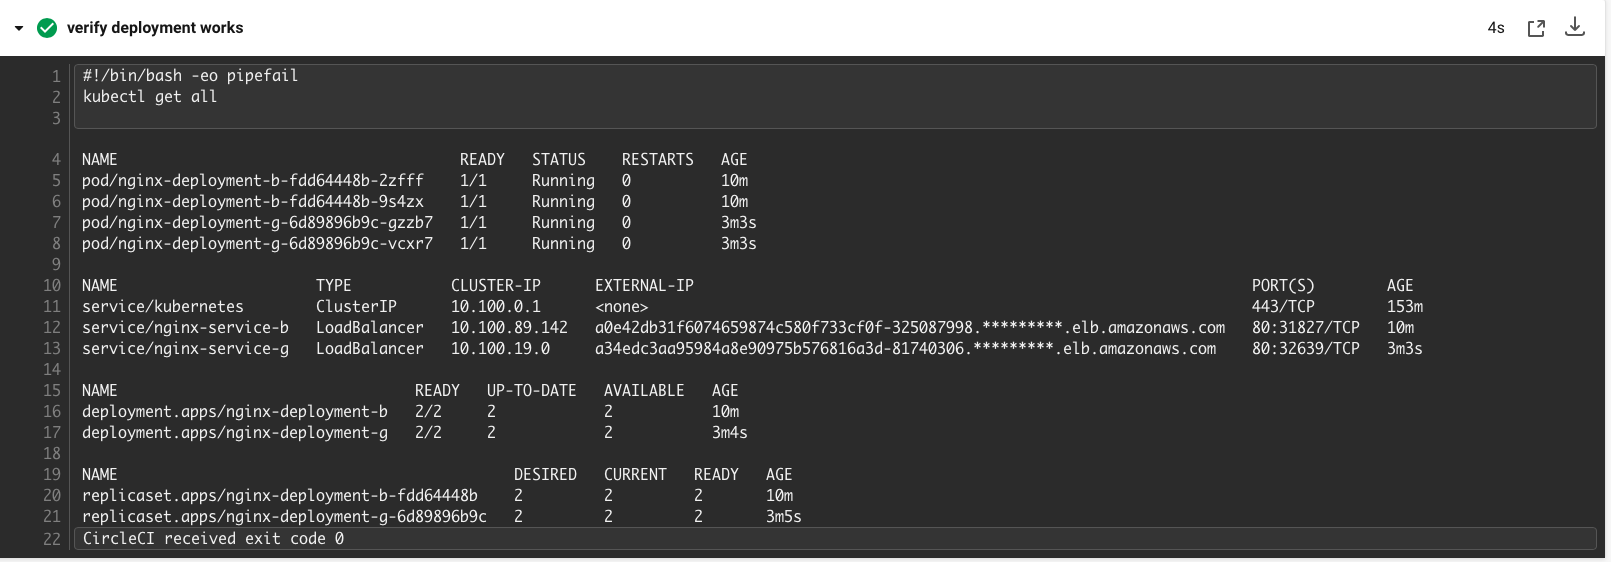 verify deployment works 4s
1 #!/bin/bash -eo pipefail
2 kubectl get all
3
4 NAME READY STATUS RESTARTS AGE
5 pod/nginx-deployment-b-fdd64448b-2zfff 1/1 Running 0 10m
6 pod/nginx-deployment-b-fdd64448b-9s4zx 1/1 Running 0 10m
7 pod/nginx-deployment-g-6d89896b9c-gzzb7 1/1 Running 0 3m3s
8 pod/nginx-deployment-g-6d89896b9c-vcxr7 1/1 Running 0 3m3s
9
10 NAME TYPE CLUSTER-IP EXTERNAL-IP PORT(S) AGE
11 service/kubernetes ClusterIP 10.100.0.1 <none> 443/TCP 153m
12 service/nginx-service-b LoadBalancer 10.100.89.142 a0e42db31f6074659874c580f733cf0f-325087998.*********.elb.amazonaws.com 80:31827/TCP 10m
13 service/nginx-service-g LoadBalancer 10.100.19.0 a34edc3aa95984a8e90975b576816a3d-81740306.*********.elb.amazonaws.com 80:32639/TCP 3m3s
14
15 NAME READY UP-TO-DATE AVAILABLE AGE
16 deployment.apps/nginx-deployment-b 2/2 2 2 10m
17 deployment.apps/nginx-deployment-g 2/2 2 2 3m4s
18
19 NAME DESIRED CURRENT READY AGE
20 replicaset.apps/nginx-deployment-b-fdd64448b 2 2 2 10m
21 replicaset.apps/nginx-deployment-g-6d89896b9c 2 2 2 3m5s
22 CircleCI received exit code 0